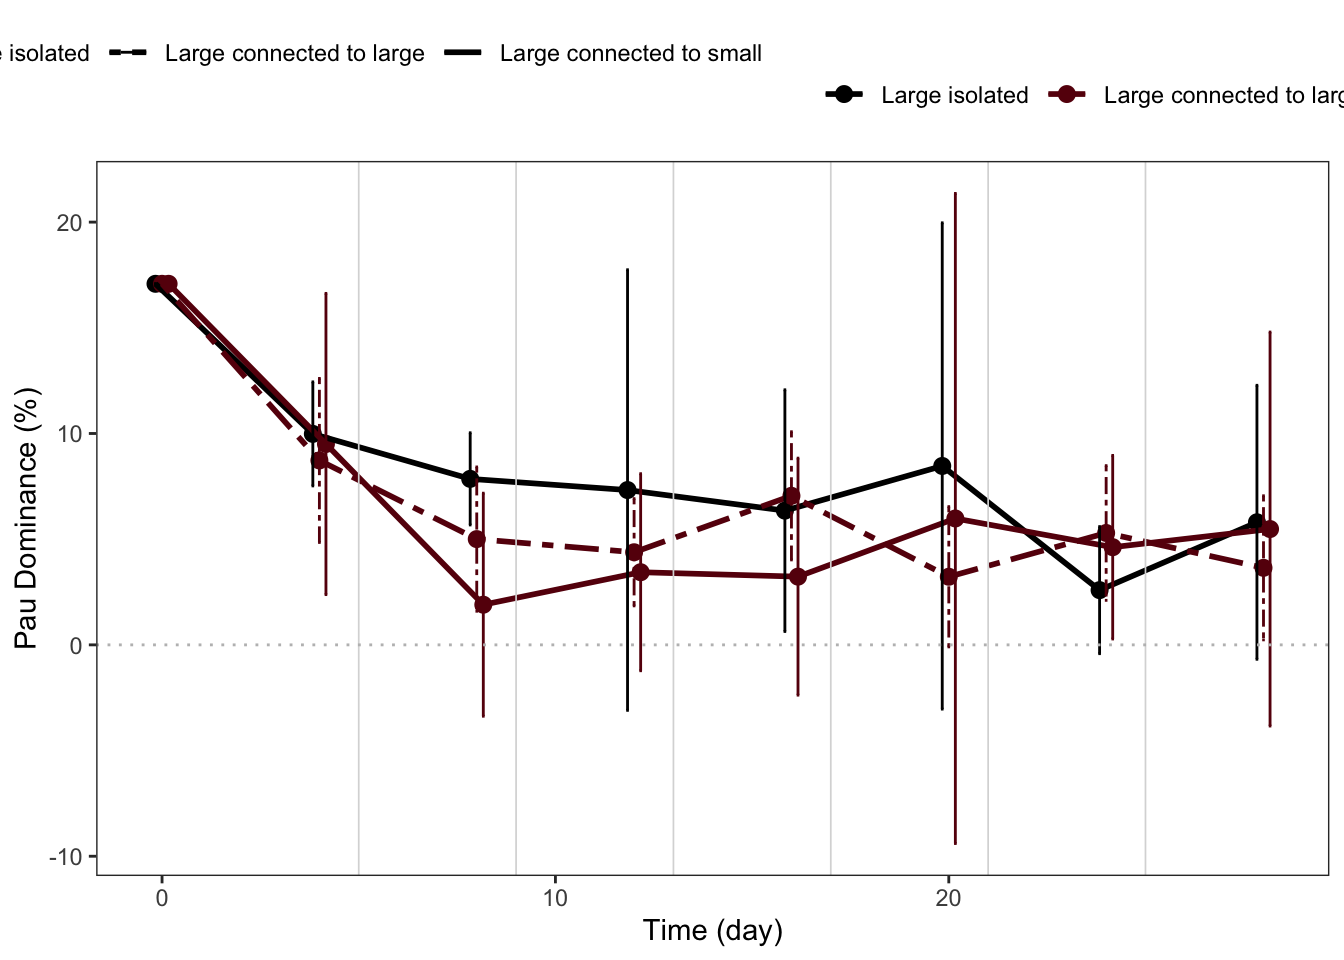 isolated Large connected to large Large connected to small
Large isolated Large connected to
20
10
0
-10
Pau Dominance (%)
0 10 20
Time (day)